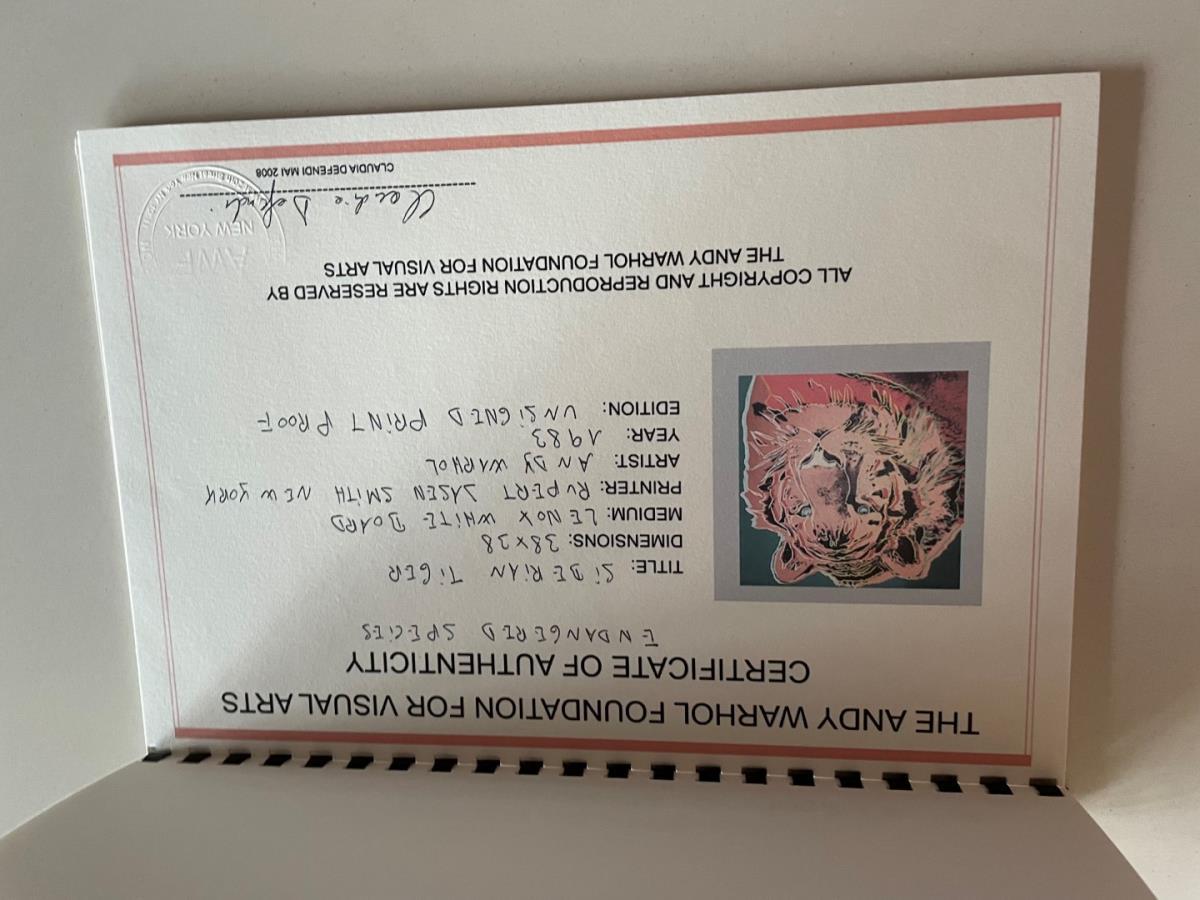 THE ANDY WARHOL FOUNDATION FOR VISUAL ARTS
CERTIFICATE OF AUTHENTICITY
ENDANGERED SPECIES
TITLE: SiBERiAN TiGER
DIMENSIONS: 38x38
MEDIUM: LENOX WHiTE BOARD
PRINTER: RuPERT JASEN SMiTH NEW YORK
ARTIST: ANDY WARHOL
YEAR: 1983
EDITION: UNSiGNED PRiNT PROOF
ALL COPYRIGHT AND REPRODUCTION RIGHTS ARE RESERVED BY
THE ANDY WARHOL FOUNDATION FOR VISUAL ARTS
AWF
NEW YORK
Claudia Defendi
CLAUDIA DEFENDI MAI 2008